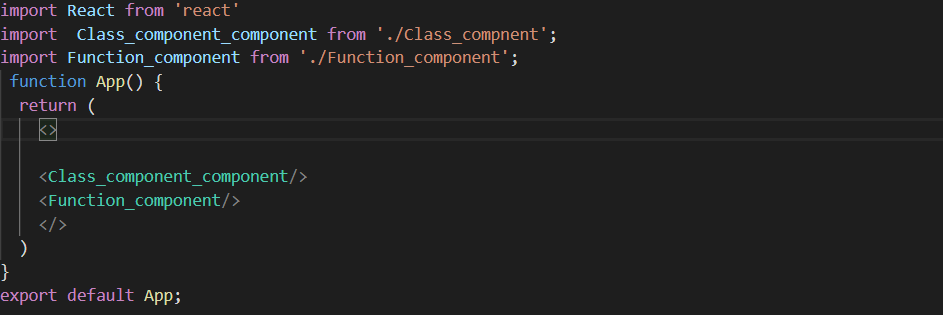 import React from 'react'
import  Class_component_component from './Class_compnent';
import Function_component from './Function_component';
function App() {
return (
<>
<Class_component_component/>
<Function_component/>
</>
)
}
export default App;